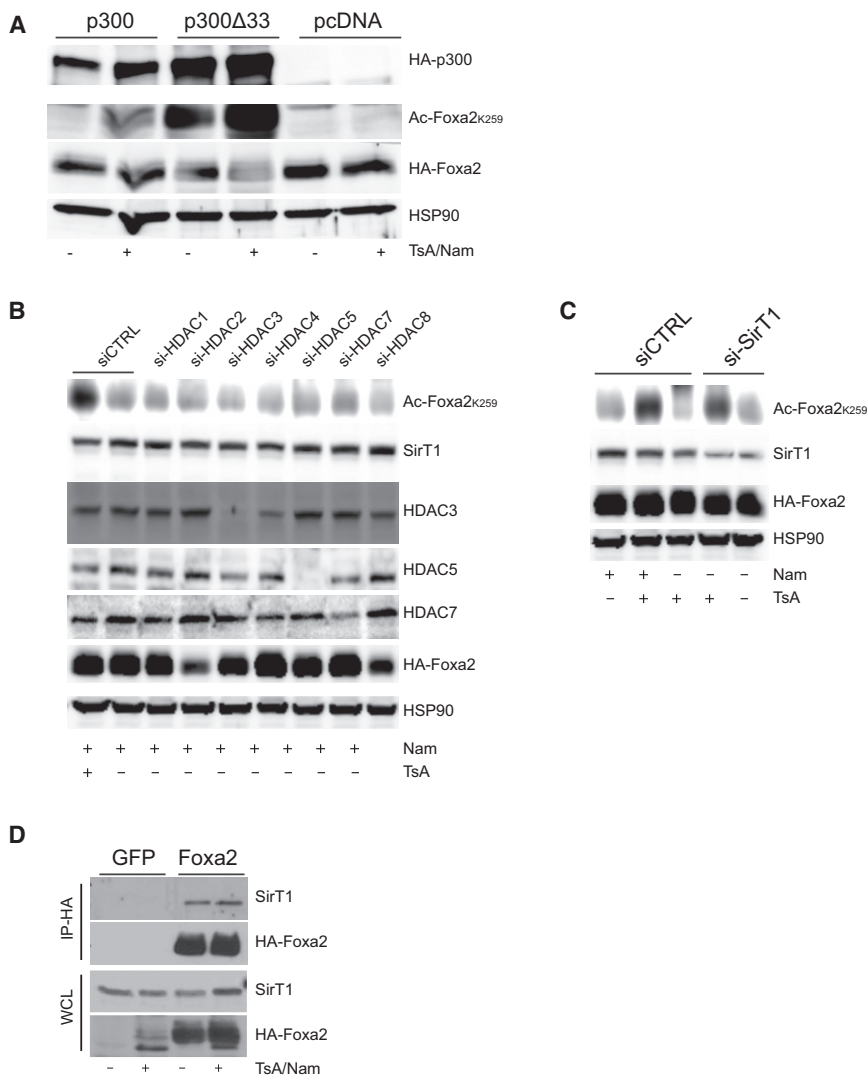 A
p300 p300Δ33 pcDNA
HA-p300
Ac-Foxa2K259
HA-Foxa2
HSP90
- + - + - + TsA/Nam
B
siCTRL si-HDAC1 si-HDAC2 si-HDAC3 si-HDAC4 si-HDAC5 si-HDAC7 si-HDAC8
Ac-Foxa2K259
SirT1
HDAC3
HDAC5
HDAC7
HA-Foxa2
HSP90
+ + + + + + + + + Nam
+ − − − − − − − − TsA
C
siCTRL si-SirT1
Ac-Foxa2K259
SirT1
HA-Foxa2
HSP90
+ + − − − Nam
− + + + − TsA
D
GFP Foxa2
IP-HA
SirT1
HA-Foxa2
WCL
SirT1
HA-Foxa2
− + − + TsA/Nam